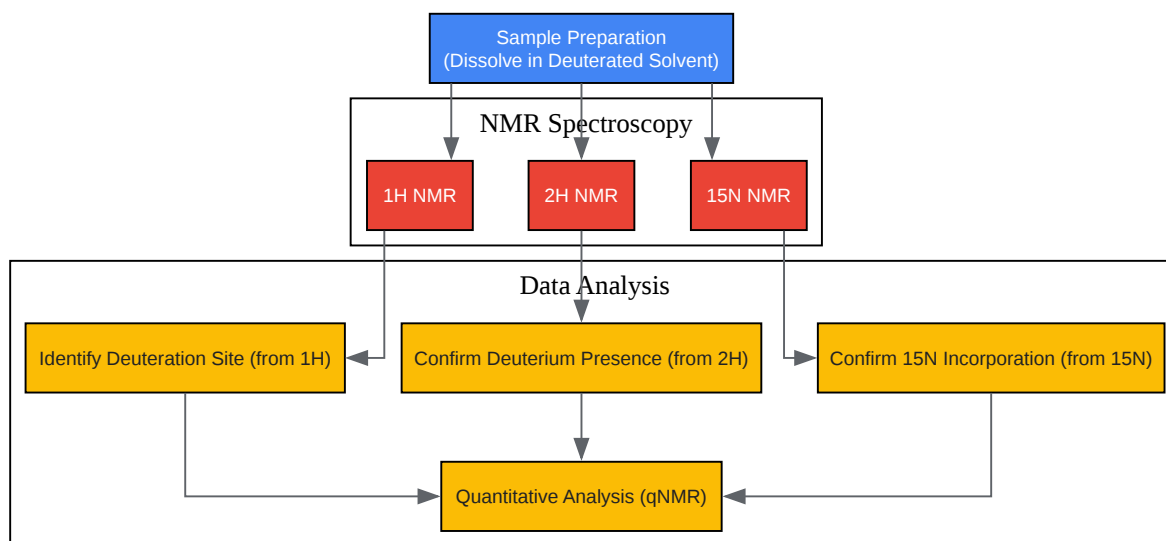 Sample Preparation
(Dissolve in Deuterated Solvent)
NMR Spectroscopy
1H NMR
2H NMR
15N NMR
Data Analysis
Identify Deuteration Site (from 1H)
Confirm Deuterium Presence (from 2H)
Confirm 15N Incorporation (from 15N)
Quantitative Analysis (qNMR)